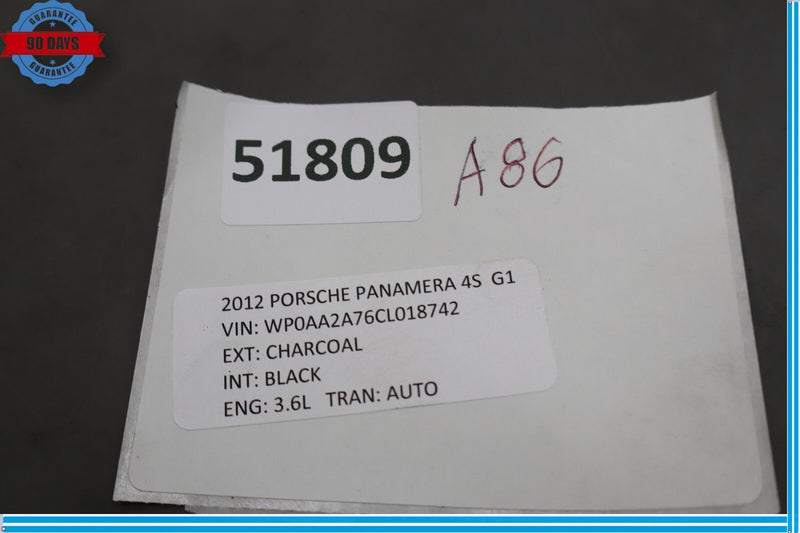 GUARANTEE
90 DAYS
GUARANTEE
51809
A86
2012 PORSCHE PANAMERA 4S G1
VIN: WP0AA2A76CL018742
EXT: CHARCOAL
INT: BLACK
ENG: 3.6L TRAN: AUTO